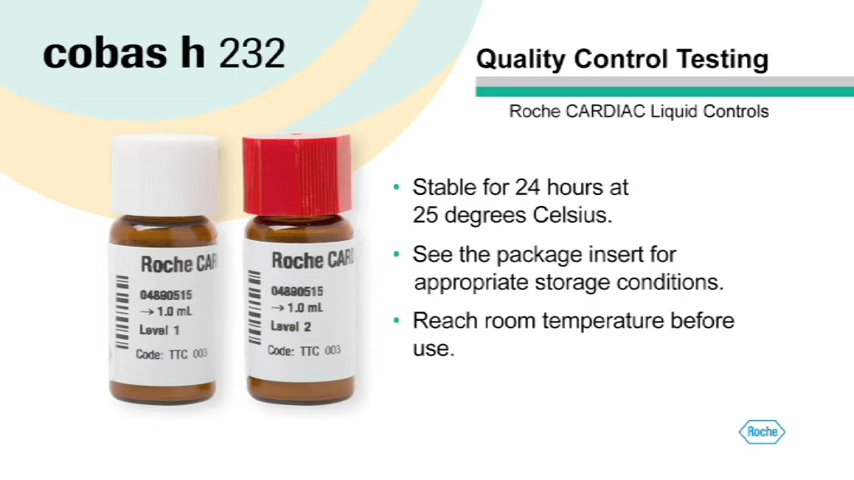 cobas h 232
Quality Control Testing
Roche CARDIAC Liquid Controls
• Stable for 24 hours at
25 degrees Celsius.
• See the package insert for
appropriate storage conditions.
• Reach room temperature before
use.
Roche CAR
04890515
→ 1.0 mL
Level 1
Code: TTC 003
Roche CAR
04890515
→ 1.0 mL
Level 2
Code: TTC 003
Roche